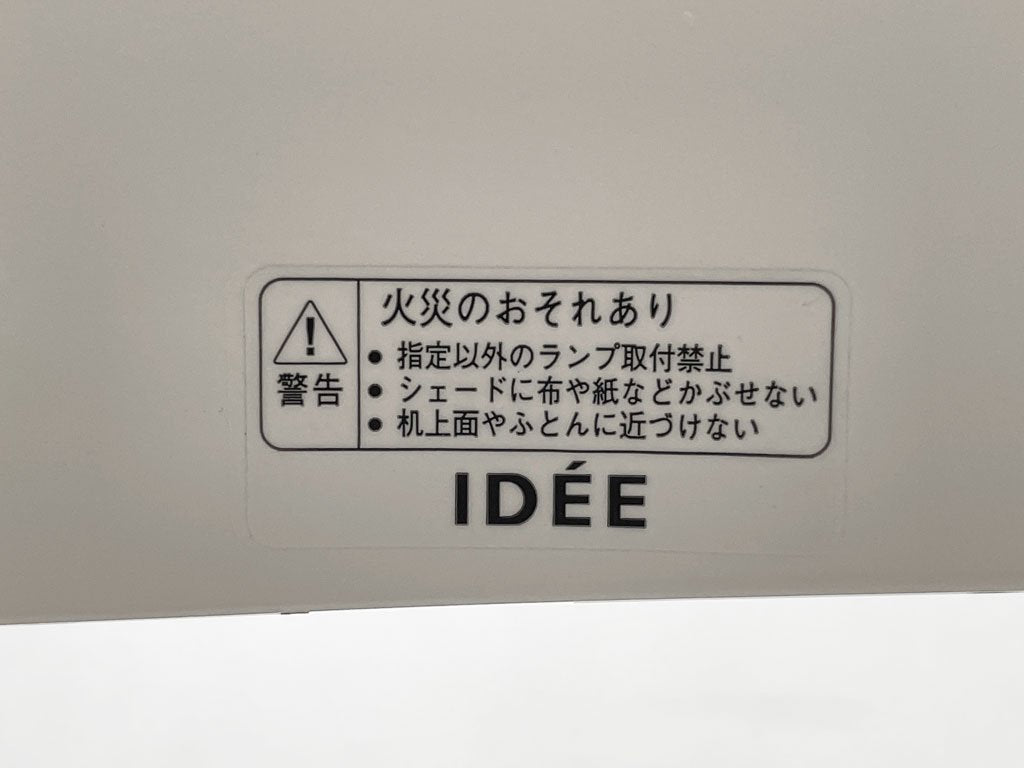 警告
火災のおそれあり
● 指定以外のランプ取付禁止
● シェードに布や紙などかぶせない
● 机上面やふとんに近づけない
IDÉE